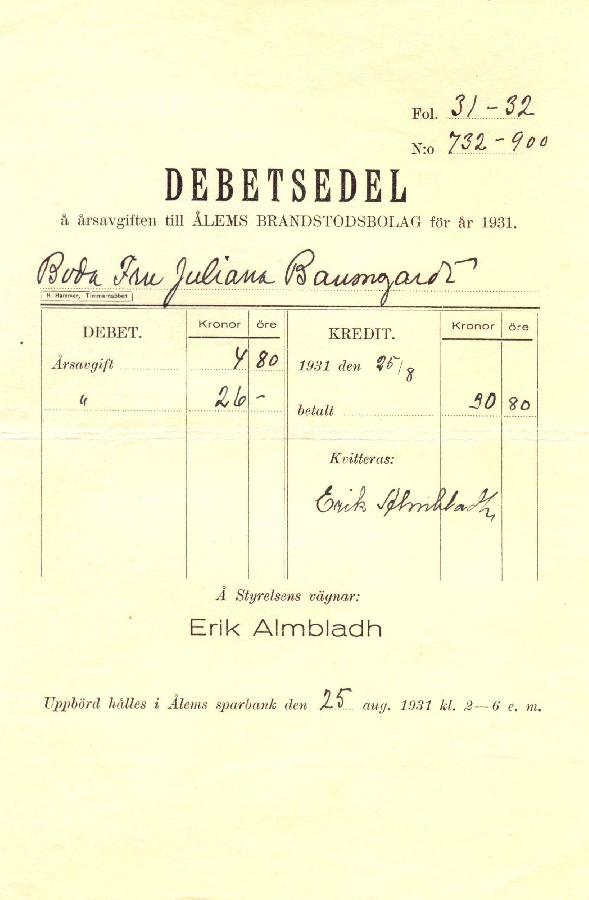 Fol. 31-32
N:o 732-900
DEBETSEDEL
å årsavgiften till ÅLEMS BRANDSTODSBOLAG för år 1931.
Boda Fru Juliana Baumgardt
H. Hammer, Timmernabben
DEBET. Kronor öre KREDIT. Kronor öre
Årsavgift 4 80 1931 den 25/8
" 26 - betalt 30 80
Kvitteras:
Erik Almbladh
Å Styrelsens vägnar:
Erik Almbladh
Uppbörd hålles i Ålems sparbank den 25 aug. 1931 kl. 2—6 e. m.